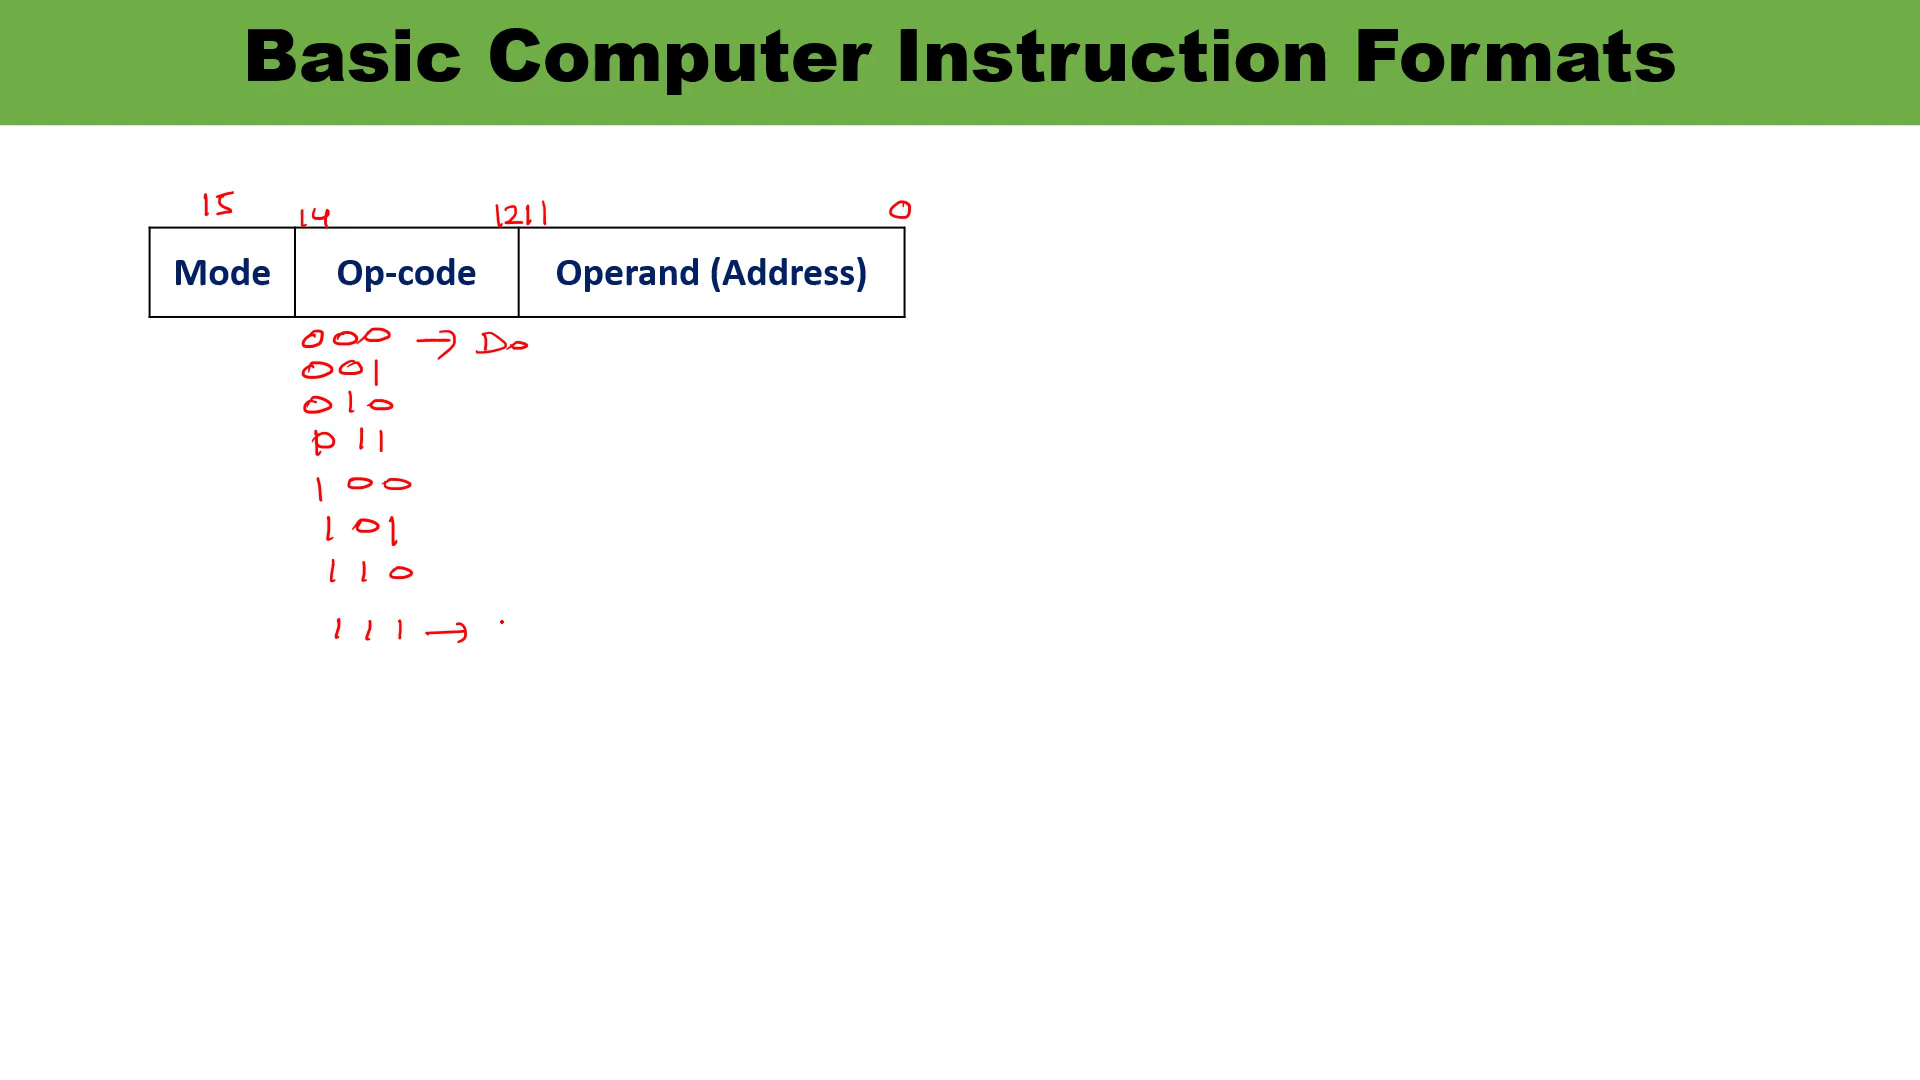 Basic Computer Instruction Formats
15 14 1211 0
Mode Op-code Operand (Address)
000 → Do
001
010
011
100
101
110
111 →